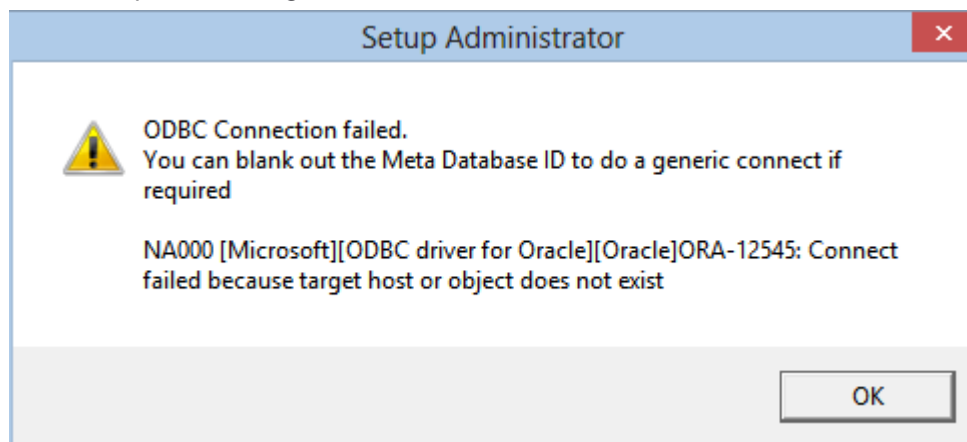 Setup Administrator
ODBC Connection failed.
You can blank out the Meta Database ID to do a generic connect if
required
NA000 [Microsoft][ODBC driver for Oracle][Oracle]ORA-12545: Connect
failed because target host or object does not exist
OK